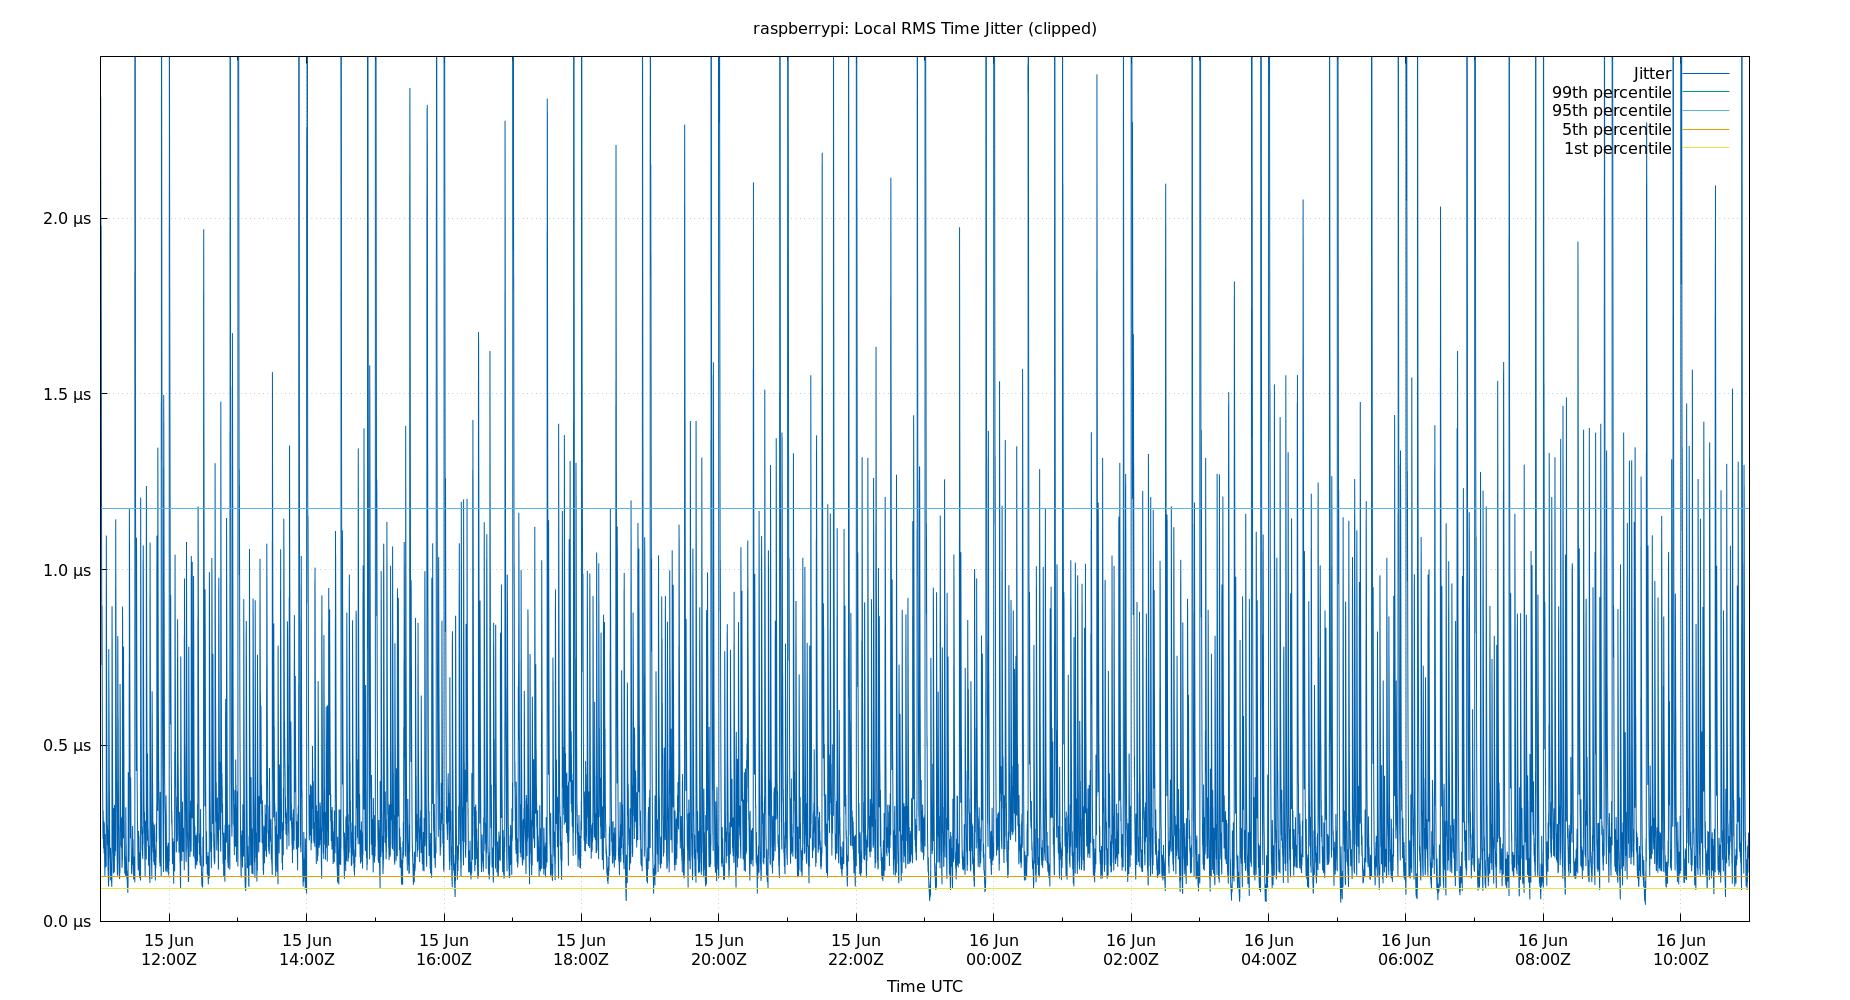 raspberrypi: Local RMS Time Jitter (clipped)
Jitter
99th percentile
95th percentile
5th percentile
1st percentile
2.0 µs
1.5 µs
1.0 µs
0.5 µs
0.0 µs
15 Jun 15 Jun 15 Jun 15 Jun 15 Jun 15 Jun 16 Jun 16 Jun 16 Jun 16 Jun 16 Jun 16 Jun
12:00Z 14:00Z 16:00Z 18:00Z 20:00Z 22:00Z 00:00Z 02:00Z 04:00Z 06:00Z 08:00Z 10:00Z
Time UTC